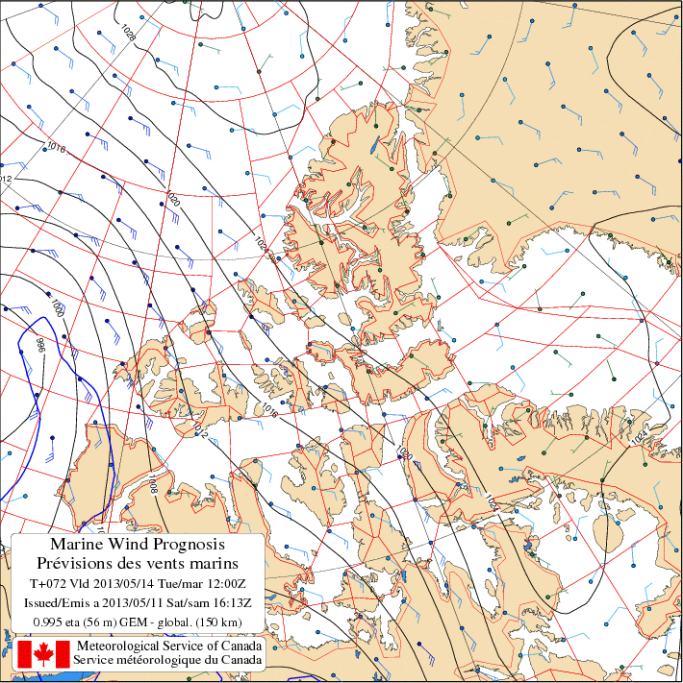 1028
1016
012
1020
1024
1000
996
1016
1012
1020
1008
Marine Wind Prognosis
Prévisions des vents marins
T+072 Vld 2013/05/14 Tue/mar 12:00Z
Issued/Emis a 2013/05/11 Sat/sam 16:13Z
0.995 eta (56 m) GEM - global. (150 km)
Meteorological Service of Canada
Service météorologique du Canada